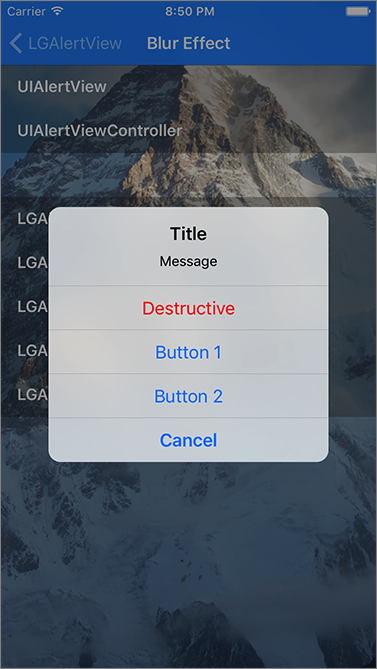 Carrier 8:50 PM
LGAlertView Blur Effect
UIAlertView
UIAlertViewController
LGA
Title
LGA
Message
LGA
Destructive
LGA
Button 1
LGA
Button 2
Cancel